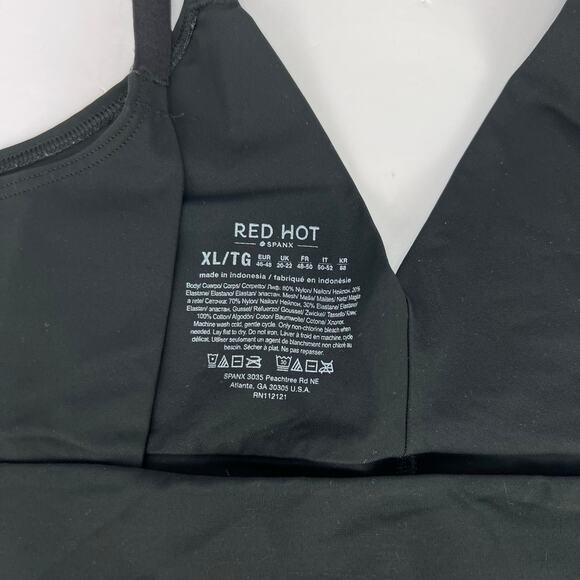 RED HOT
SPANX
XL/TG EUR 46-48 UK 20-22 FR 48-50 IT 50-52 KR 88
made in Indonesia / fabriqué en Indonésie
Body/ Cuerpo/ Corps/ Corpetto/ Лиф: 80% Nylon/ Nailon/ Нейлон, 20%
Elastane/ Elastano/ Elastan/ эластан. Mesh/ Malla/ Mailles/ Netz/ Maglia
a rete/ Сеточка: 70% Nylon/ Nailon/ Нейлон, 30% Elastane/ Elastano/
Elastan/ эластан, Gusset/ Refuerzo/ Gousset/ Zwickel/ Tassello/ Клин:
100% Cotton/ Algodon/ Coton/ Baumwolle/ Cotone/ Хлопок.
Machine wash cold, gentle cycle. Only non-chlorine bleach when
needed. Lay flat to dry. Do not iron. Laver à froid en machine, cycle
délicat. Utiliser seulement un agent de blanchiment non chloré au
besoin. Sécher à plat. Ne pas repasser.
30
SPANX 3035 Peachtree Rd NE
Atlanta, GA 30305 U.S.A.
RN112121